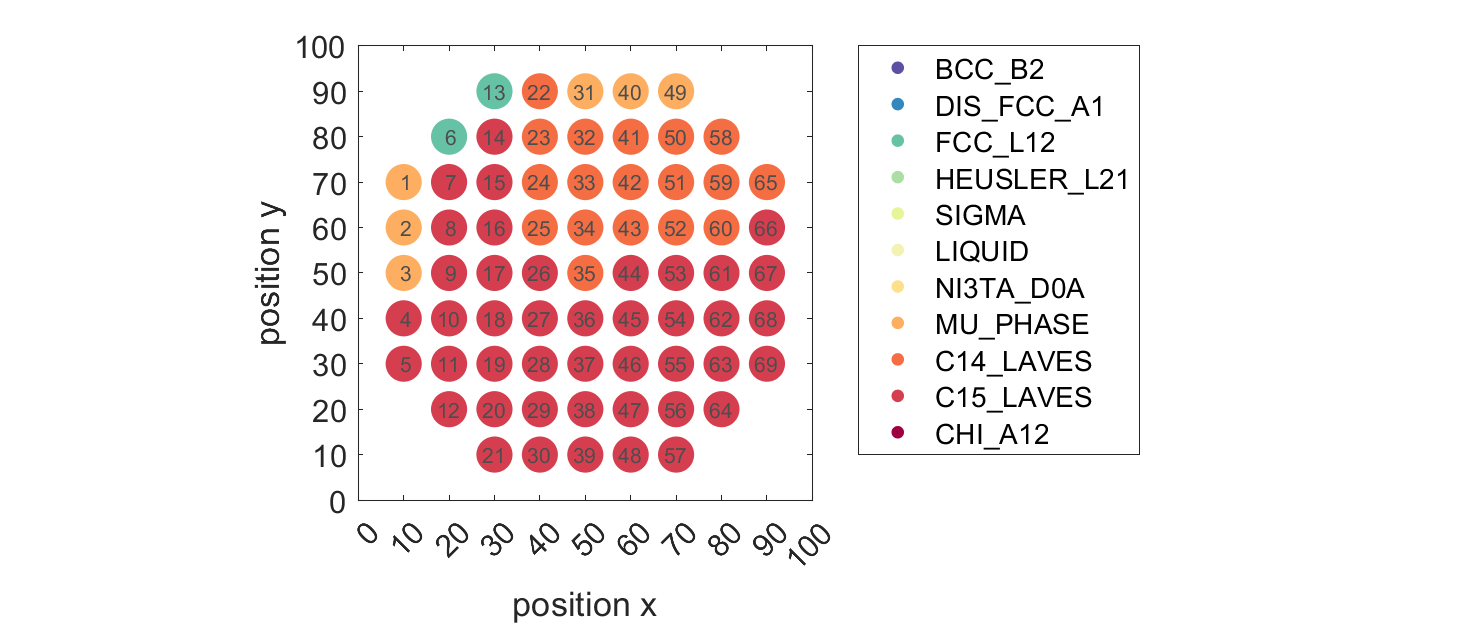 100
90
80
70
60
50
40
30
20
10
0
position y
13 22 31 40 49
6 14 23 32 41 50 58
1 7 15 24 33 42 51 59 65
2 8 16 25 34 43 52 60 66
3 9 17 26 35 44 53 61 67
4 10 18 27 36 45 54 62 68
5 11 19 28 37 46 55 63 69
12 20 29 38 47 56 64
21 30 39 48 57
0 10 20 30 40 50 60 70 80 90 100
position x
BCC_B2
DIS_FCC_A1
FCC_L12
HEUSLER_L21
SIGMA
LIQUID
NI3TA_D0A
MU_PHASE
C14_LAVES
C15_LAVES
CHI_A12